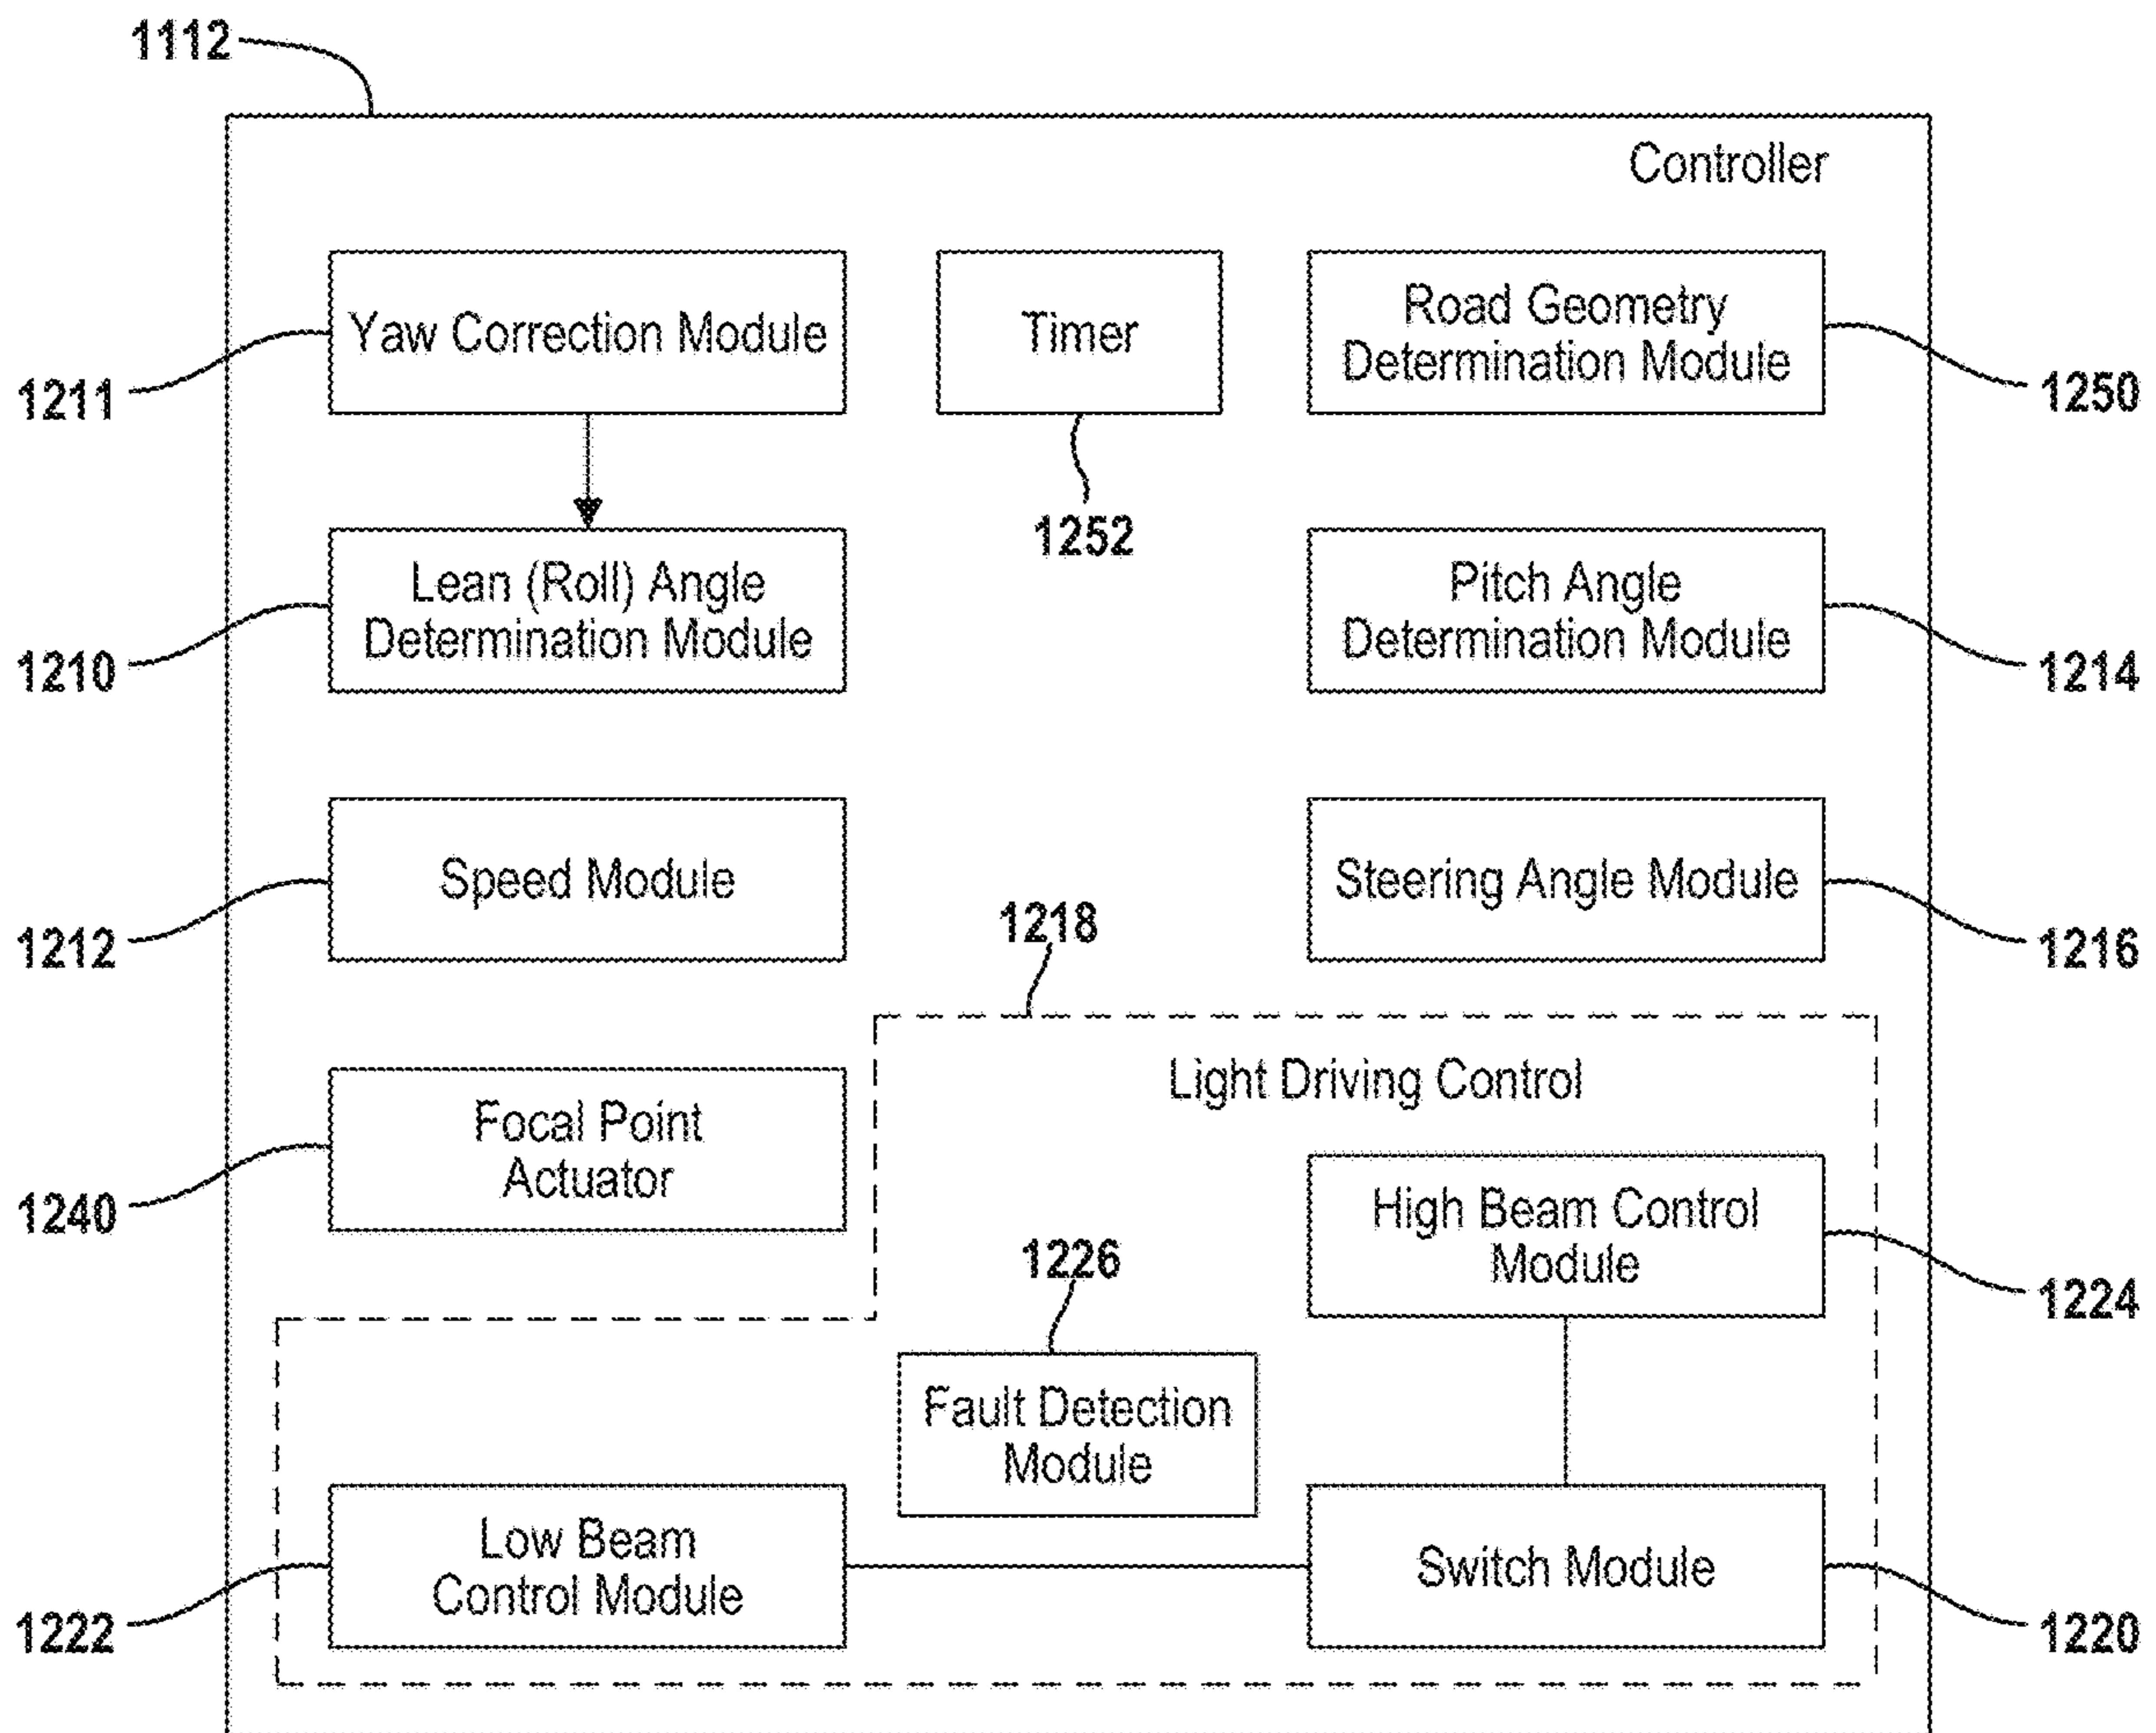 1112
Controller
Yaw Correction Module
Timer
Road Geometry
Determination Module
1211
1250
1252
Lean (Roll) Angle
Determination Module
Pitch Angle
Determination Module
1210
1214
Speed Module
Steering Angle Module
1212
1218
1216
Light Driving Control
Focal Point
Actuator
1240
High Beam Control
Module
1226
1224
Fault Detection
Module
Low Beam
Control Module
Switch Module
1222
1220